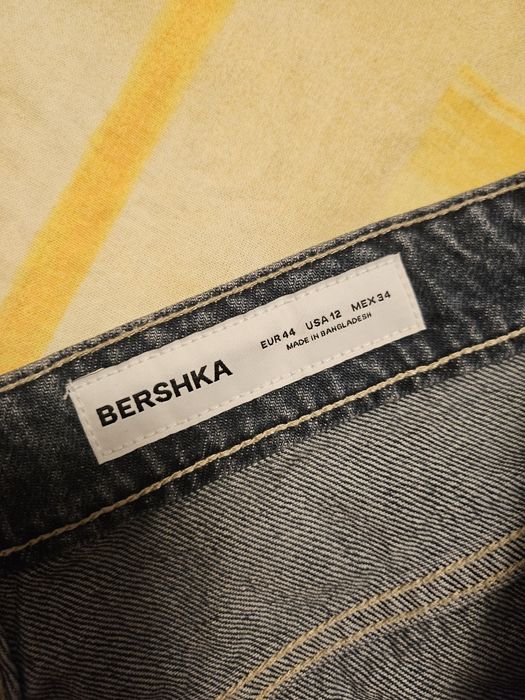 BERSHKA
EUR 44 USA 12 MEX 34
MADE IN BANGLADESH